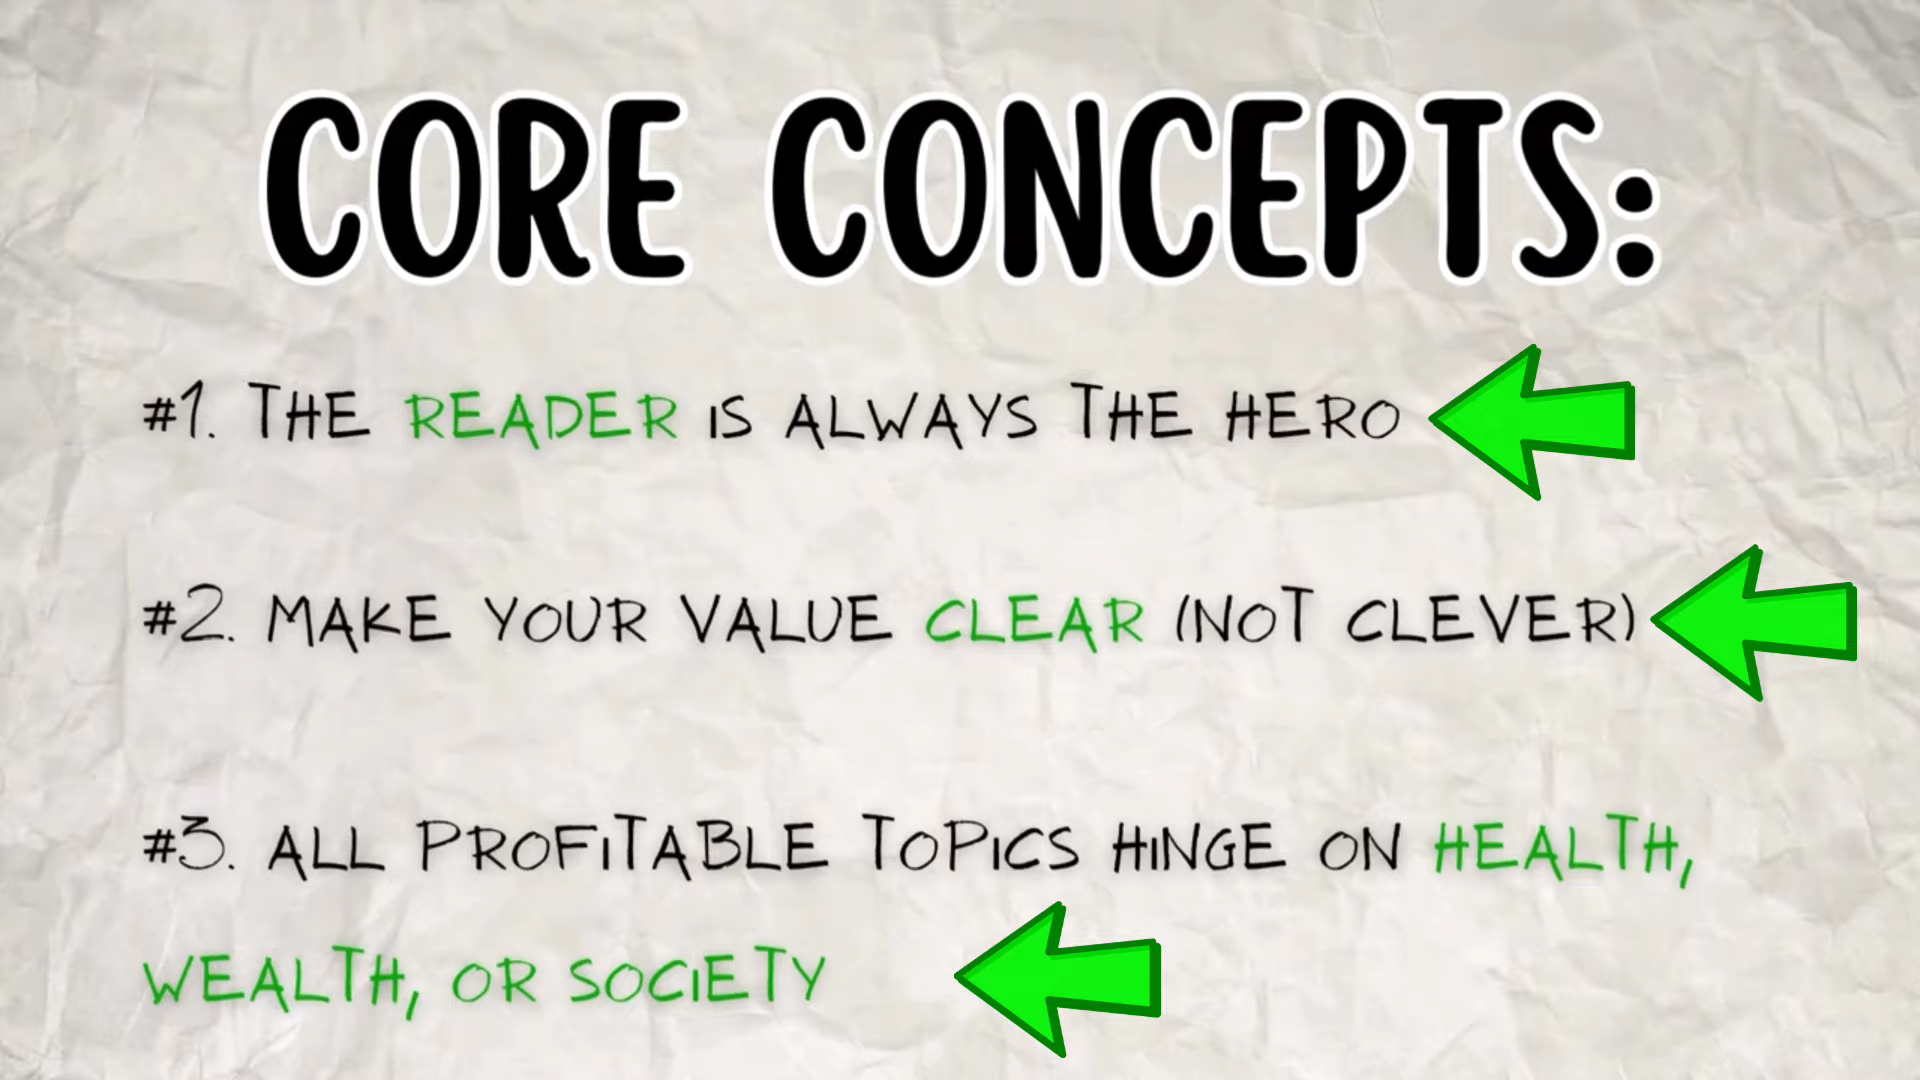 CORE CONCEPTS:
#1. THE READER IS ALWAYS THE HERO
#2. MAKE YOUR VALUE CLEAR (NOT CLEVER)
#3. ALL PROFITABLE TOPICS HINGE ON HEALTH,
WEALTH, OR SOCIETY